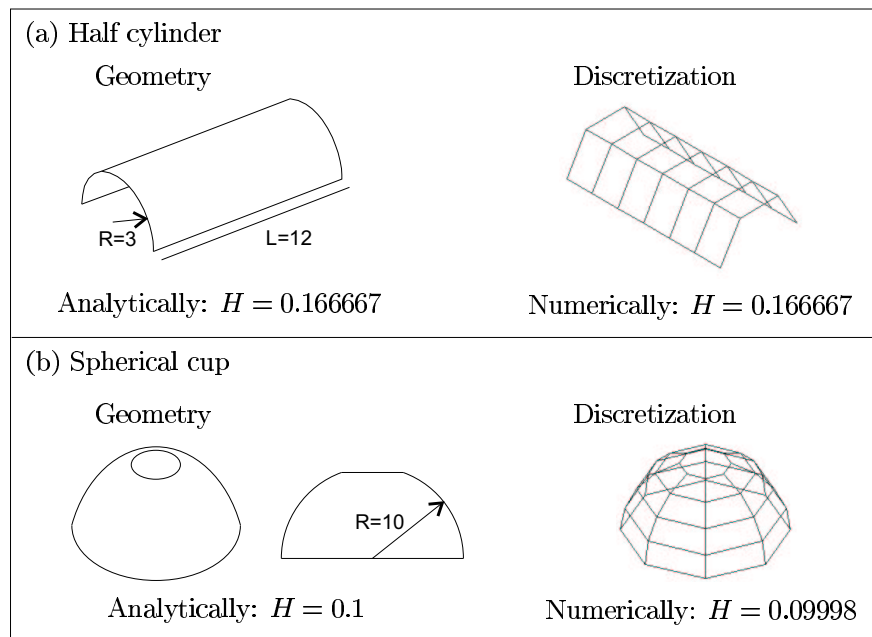 (a) Half cylinder
Geometry
Discretization
R=3
L=12
Analytically: H = 0.166667
Numerically: H = 0.166667
(b) Spherical cup
Geometry
Discretization
R=10
Analytically: H = 0.1
Numerically: H = 0.09998